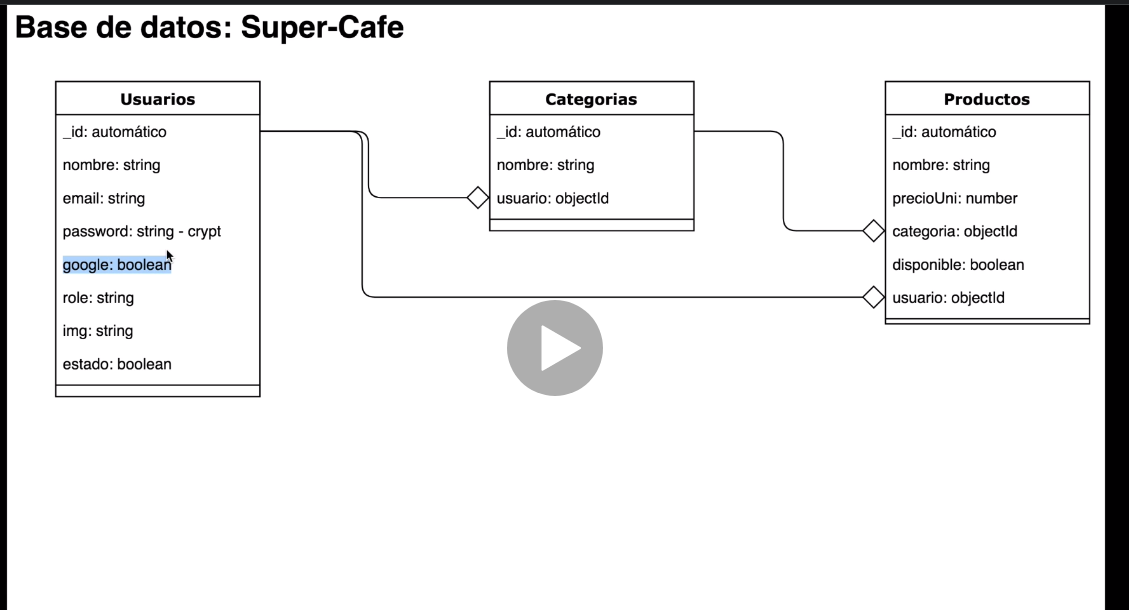 Base de datos: Super-Cafe
Usuarios
_id: automático
nombre: string
email: string
password: string - crypt
google: boolean
role: string
img: string
estado: boolean
Categorias
_id: automático
nombre: string
usuario: objectId
Productos
_id: automático
nombre: string
precioUni: number
categoria: objectId
disponible: boolean
usuario: objectId